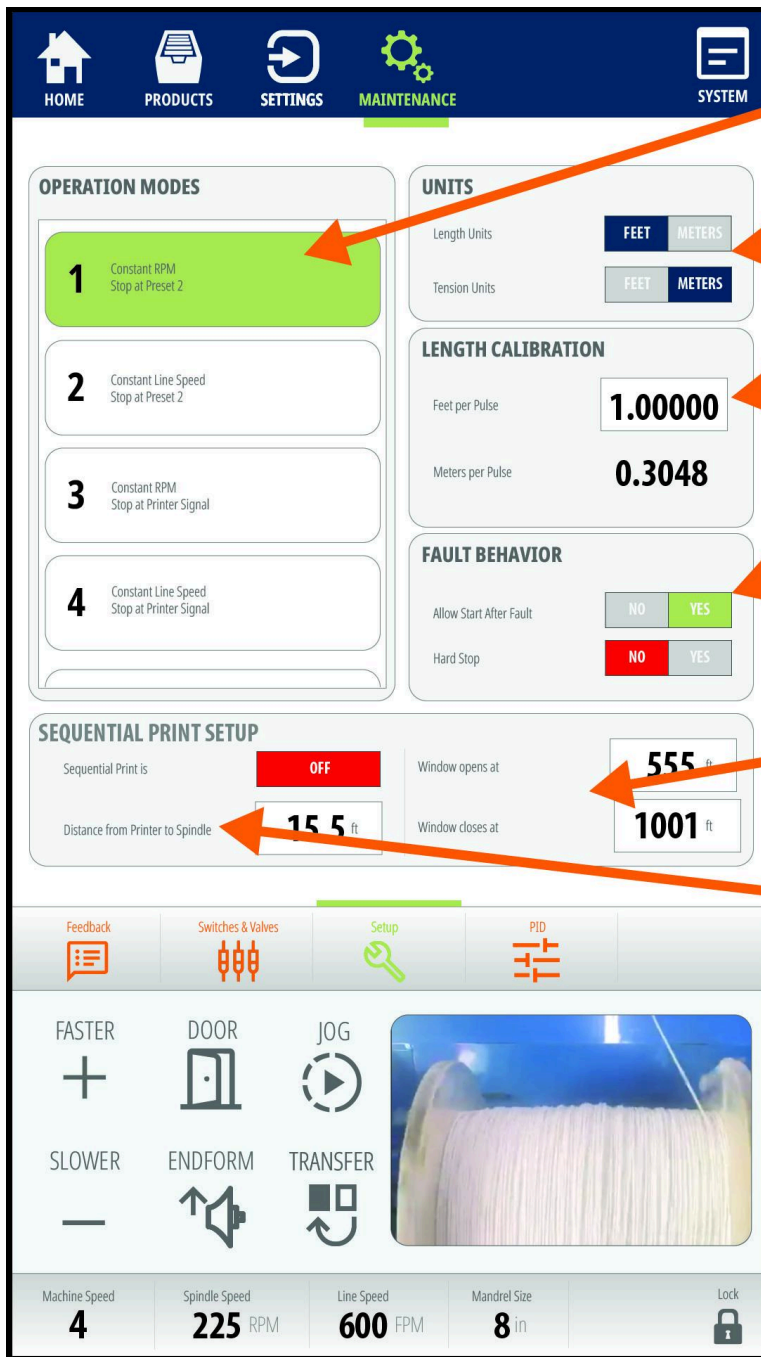 HOME PRODUCTS SETTINGS MAINTENANCE SYSTEM
OPERATION MODES
1 Constant RPM
Stop at Preset 2
2 Constant Line Speed
Stop at Preset 2
3 Constant RPM
Stop at Printer Signal
4 Constant Line Speed
Stop at Printer Signal
UNITS
Length Units FEET METERS
Tension Units FEET METERS
LENGTH CALIBRATION
Feet per Pulse 1.00000
Meters per Pulse 0.3048
FAULT BEHAVIOR
Allow Start After Fault NO YES
Hard Stop NO YES
SEQUENTIAL PRINT SETUP
Sequential Print is OFF
Distance from Printer to Spindle 15.5 ft
Window opens at 555 ft
Window closes at 1001 ft
Feedback Switches & Valves Setup PID
FASTER DOOR JOG
SLOWER ENDFORM TRANSFER
Machine Speed Spindle Speed Line Speed Mandrel Size Lock
4 225 RPM 600 FPM 8 in